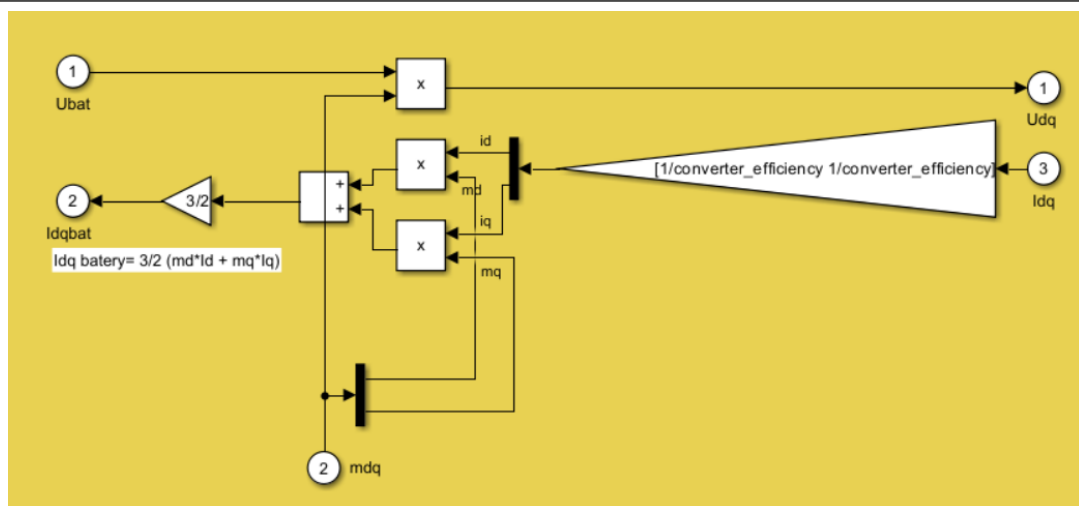 1
Ubat
x
1
Udq
id
x
md
[1/converter_efficiency 1/converter_efficiency]
3
Idq
+
+
3/2
2
Idqbat
iq
x
mq
Idq batery= 3/2 (md*Id + mq*Iq)
2
mdq